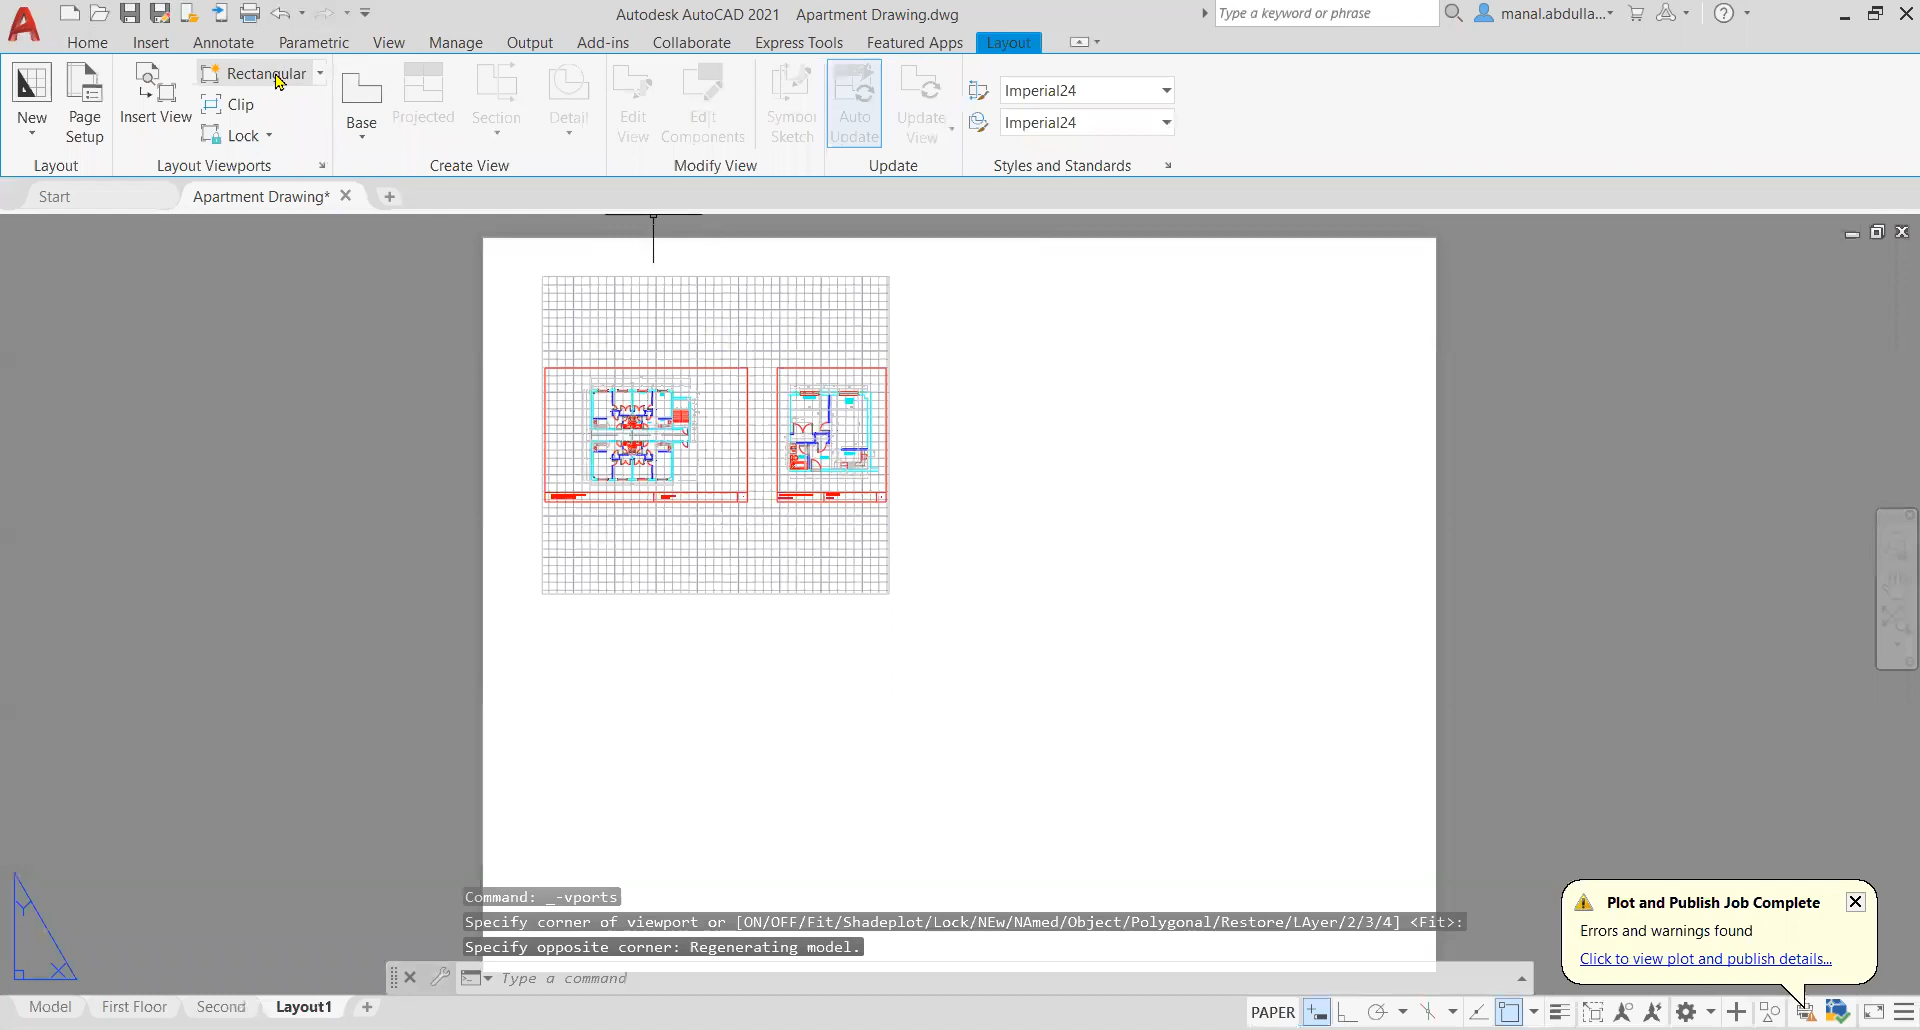 Autodesk AutoCAD 2021 Apartment Drawing.dwg
Type a keyword or phrase
manal.abdulla...
Home Insert Annotate Parametric View Manage Output Add-ins Collaborate Express Tools Featured Apps Layout
New
Page Setup
Insert View
Rectangular
Clip
Lock
Base
Projected
Section
Detail
Edit View
Edit Components
Symbol Sketch
Auto Update
Update View
Imperial24
Imperial24
Layout
Layout Viewports
Create View
Modify View
Update
Styles and Standards
Start
Apartment Drawing*
Command: _-vports
Specify corner of viewport or [ON/OFF/Fit/Shadeplot/Lock/NEw/NAmed/Object/Polygonal/Restore/LAyer/2/3/4] <Fit>:
Specify opposite corner: Regenerating model.
Type a command
Y
X
Plot and Publish Job Complete
Errors and warnings found
Click to view plot and publish details...
Model First Floor Second Layout1
PAPER